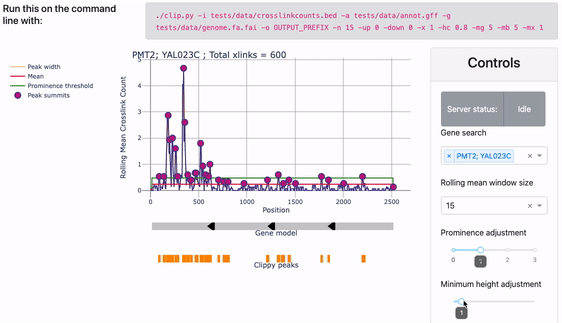 Run this on the command
line with:
./clip.py -i tests/data/crosslinkcounts.bed -a tests/data/annot.gff -g
tests/data/genome.fa.fai -o OUTPUT_PREFIX -n 15 -up 0 -down 0 -x 1 -hc 0.8 -mg 5 -mb 5 -mx 1
PMT2; YAL023C ; Total xlinks = 600
Peak width
Mean
Prominence threshold
Peak summits
Rolling Mean Crosslink Count
5
4
3
2
1
0
0
500
1000
1500
2000
2500
Position
Gene model
Clippy peaks
Controls
Server status:
Idle
Gene search
× PMT2; YAL023C
×
Rolling mean window size
15
×
Prominence adjustment
0
2
3
Minimum height adjustment
1